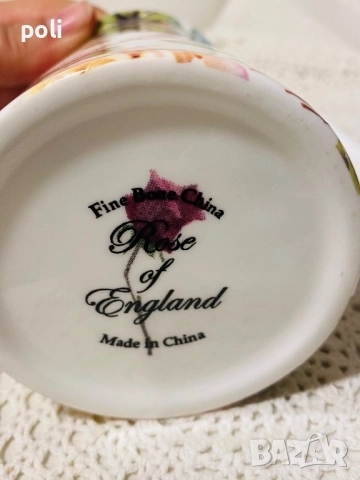 poli
Fine Bone China
Rose
of
England
Made in China
BAZAR